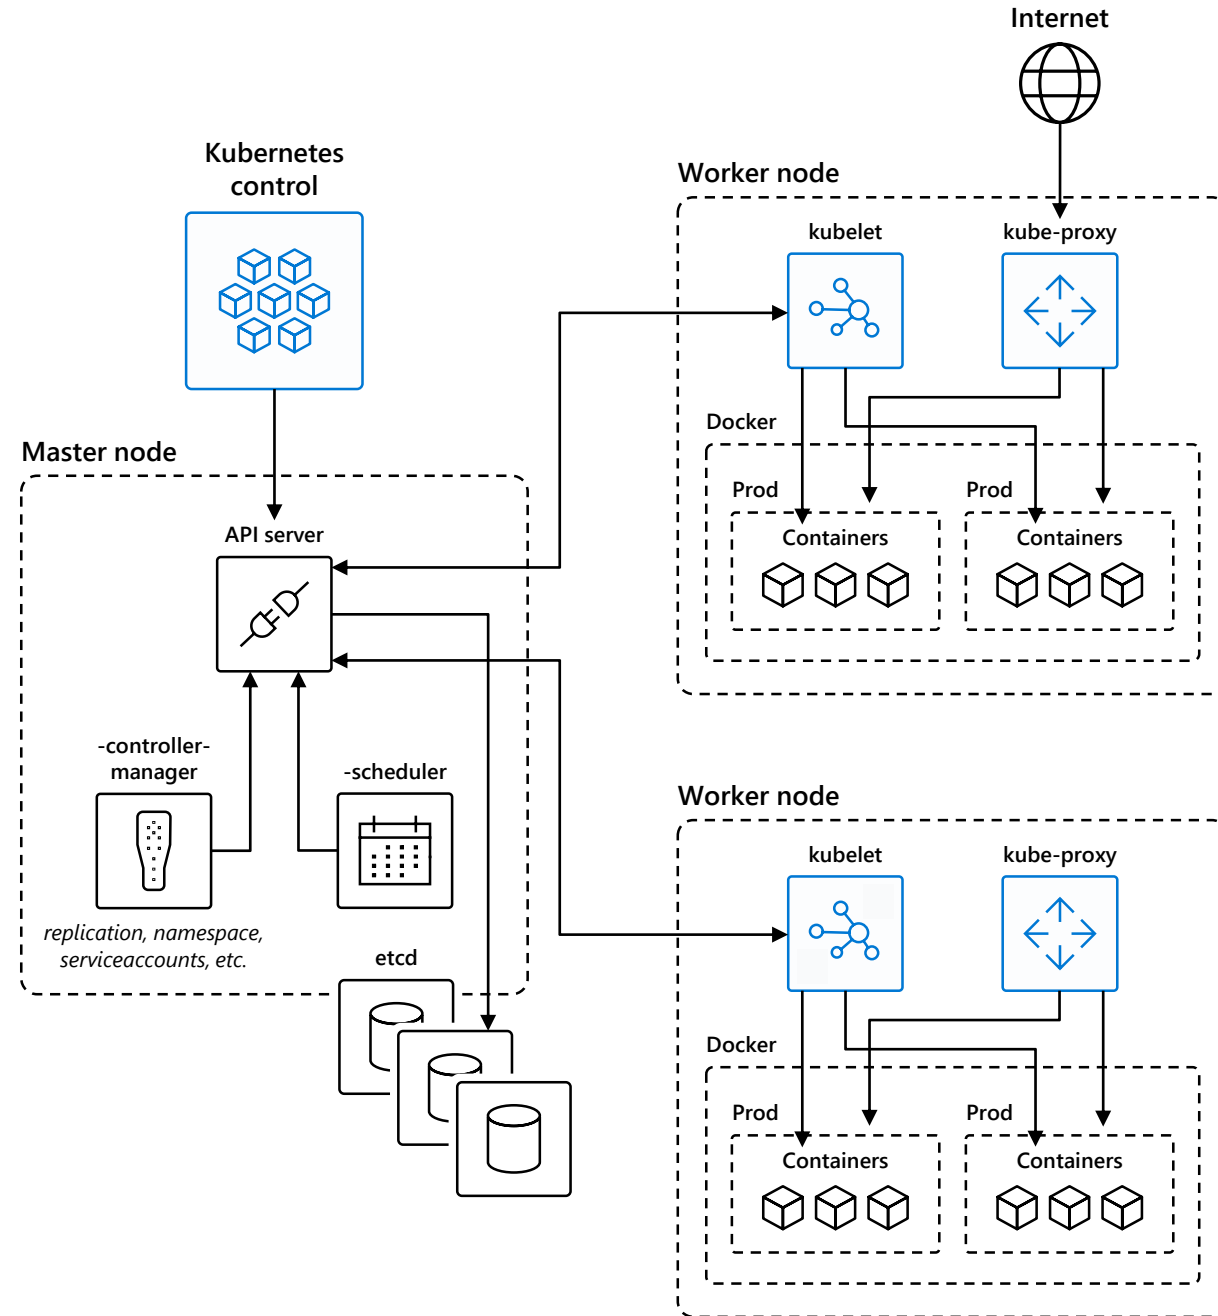 Internet
Kubernetes
control
Worker node
kubelet
kube-proxy
Docker
Prod
Prod
Containers
Containers
Master node
API server
-controller-
manager
-scheduler
replication, namespace,
serviceaccounts, etc.
etcd
Worker node
kubelet
kube-proxy
Docker
Prod
Prod
Containers
Containers